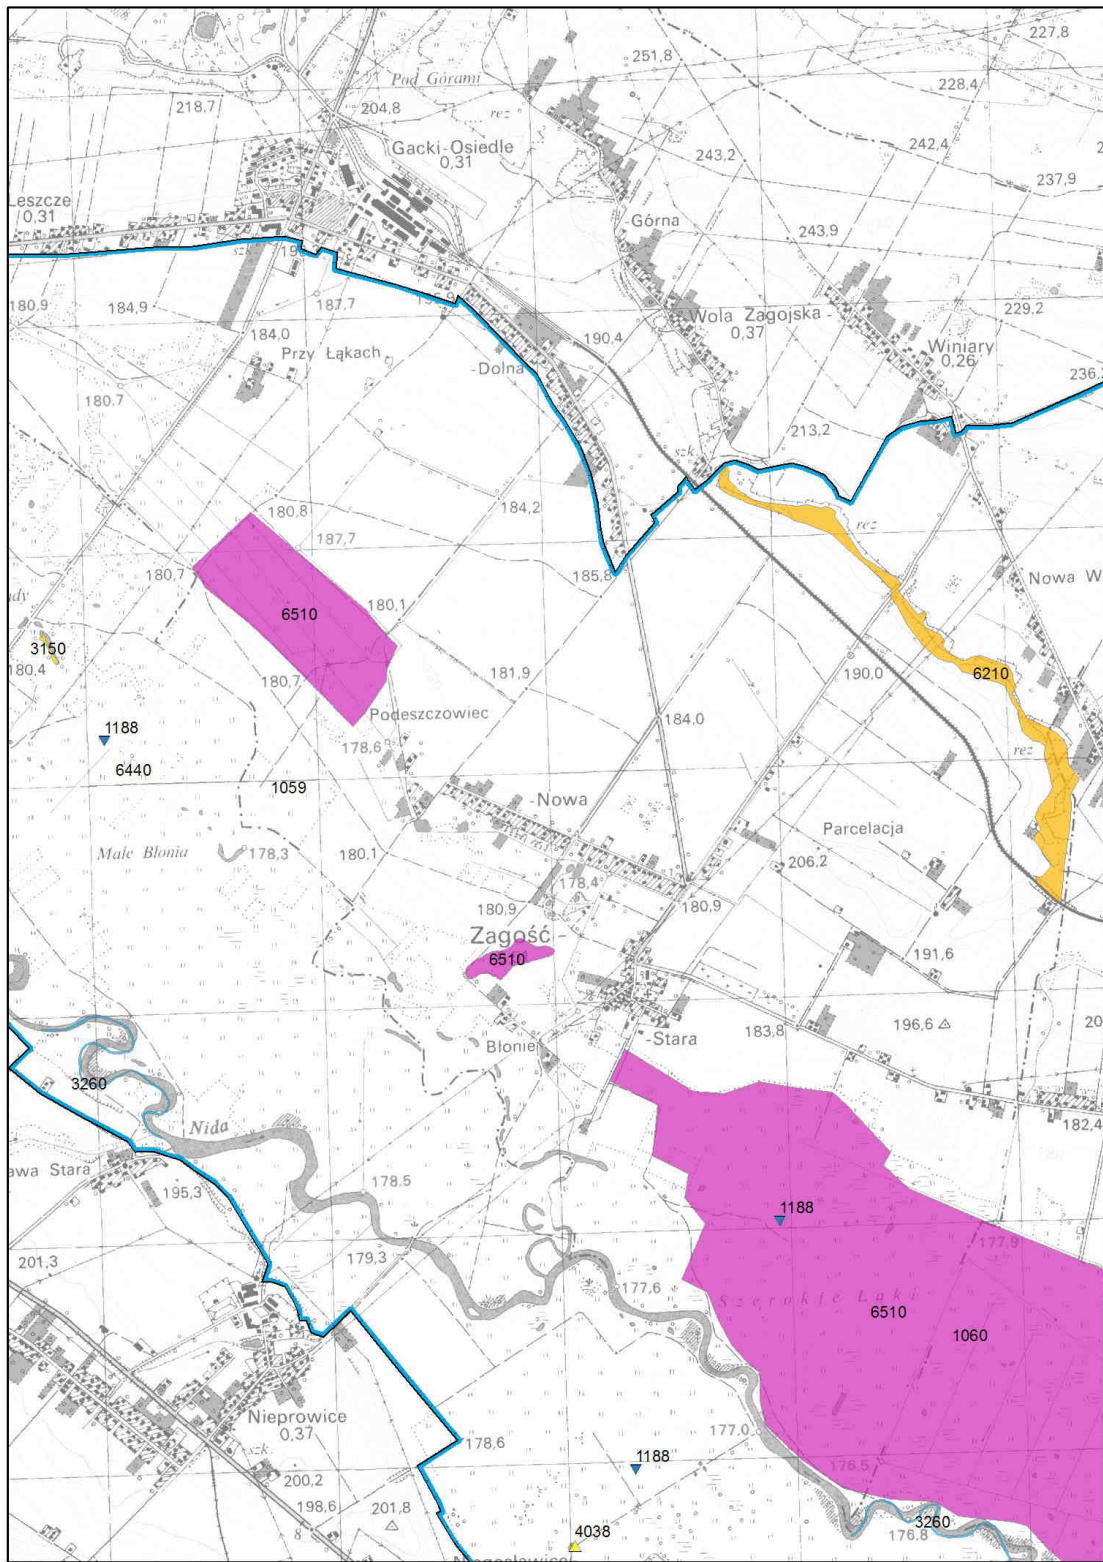 227,8
251,8
Pod Górami
228,4
218,7
204,8
rez
Gacki-Osiedle
0,31
243,2
242,4
237,9
Leszcze
0,31
-Górna
243,9
szk.
180,9
184,9
187,7
229,2
Wola Zagojska -
0,37
190,4
184,0
Przy Łąkach
Winiary
0,26
-Dolna
180.7
213,2
szk.
180,8
184,2
187,7
rez
180,7
185,8
Nowa W
180,1
6510
3150
180,4
6210
180,7
181,9
190,0
Podeszczowiec
184,0
1188
178,6
rez
6440
1059
-Nowa
Parcelacja
Małe Błonia
178,3
180,1
206,2
178,4
180,9
180,9
Zagość -
6510
191,6
183,8
196,6
20
Błonie
-Stara
3260
Nida
182,4
awa Stara
195,3
178,5
1188
177,9
201,3
179,3
177,6
Szerokie Łąki
6510
1060
Nieprowice
0,37
178,6
177,0
szk.
1188
200,2
176,5
198,6
201,8
3260
176,8
8
4038